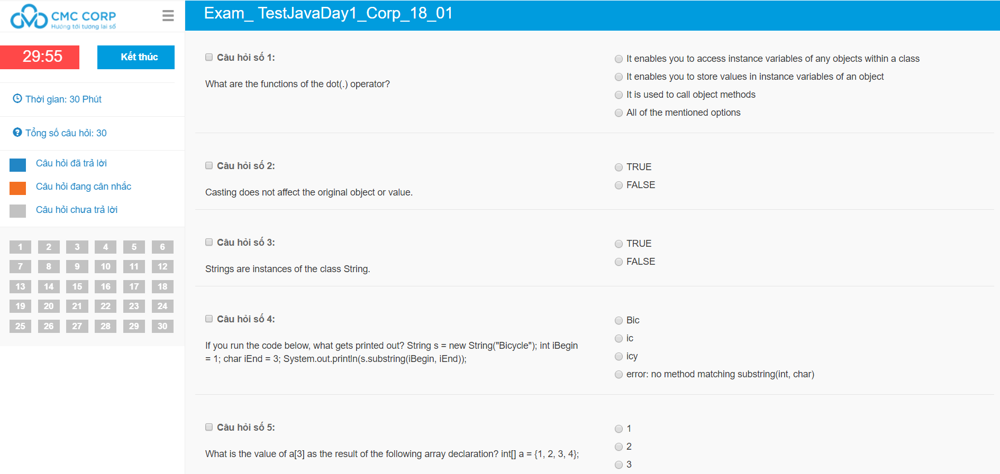 CMC CORP
Hướng tới tương lai số
29:55
Kết thúc
Thời gian: 30 Phút
Tổng số câu hỏi: 30
Câu hỏi đã trả lời
Câu hỏi đang cân nhắc
Câu hỏi chưa trả lời
1 2 3 4 5 6
7 8 9 10 11 12
13 14 15 16 17 18
19 20 21 22 23 24
25 26 27 28 29 30
Exam_ TestJavaDay1_Corp_18_01
Câu hỏi số 1:
What are the functions of the dot(.) operator?
It enables you to access instance variables of any objects within a class
It enables you to store values in instance variables of an object
It is used to call object methods
All of the mentioned options
Câu hỏi số 2:
Casting does not affect the original object or value.
TRUE
FALSE
Câu hỏi số 3:
Strings are instances of the class String.
TRUE
FALSE
Câu hỏi số 4:
If you run the code below, what gets printed out? String s = new String("Bicycle"); int iBegin
= 1; char iEnd = 3; System.out.println(s.substring(iBegin, iEnd));
Bic
ic
icy
error: no method matching substring(int, char)
Câu hỏi số 5:
What is the value of a[3] as the result of the following array declaration? int[] a = {1, 2, 3, 4};
1
2
3